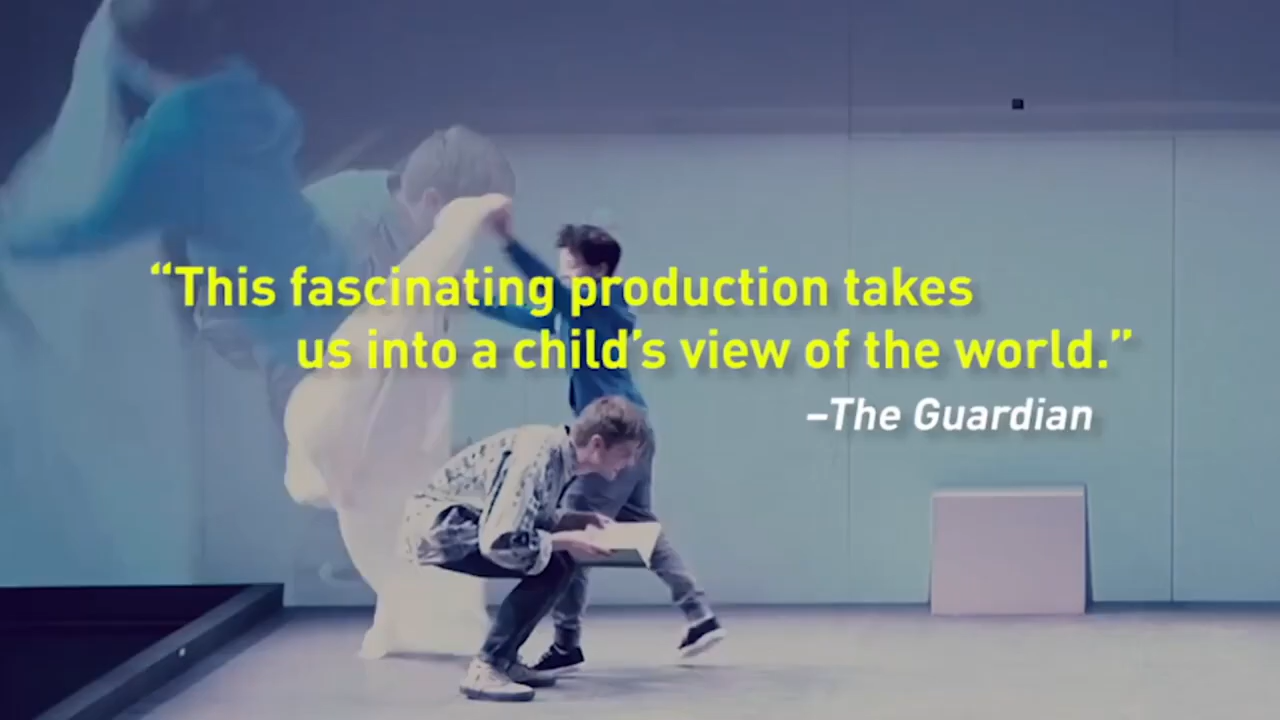 “This fascinating production takes
us into a child’s view of the world.”
–The Guardian